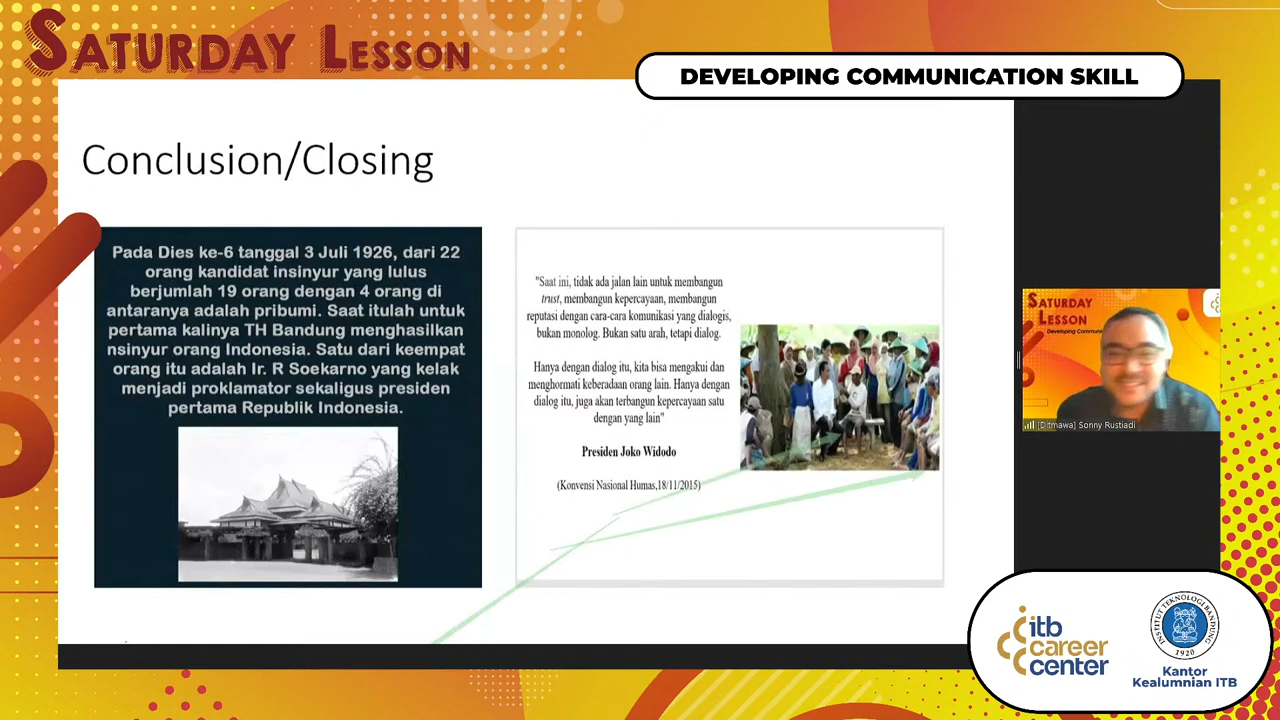 SATURDAY LESSON
DEVELOPING COMMUNICATION SKILL
Conclusion/Closing
Pada Dies ke-6 tanggal 3 Juli 1926, dari 22
orang kandidat insinyur yang lulus
berjumlah 19 orang dengan 4 orang di
antaranya adalah pribumi. Saat itulah untuk
pertama kalinya TH Bandung menghasilkan
nsinyur orang Indonesia. Satu dari keempat
orang itu adalah Ir. R Soekarno yang kelak
menjadi proklamator sekaligus presiden
pertama Republik Indonesia.
"Saat ini, tidak ada jalan lain untuk membangun
trust, membangun kepercayaan, membangun
reputasi dengan cara-cara komunikasi yang dialogis,
bukan monolog. Bukan satu arah, tetapi dialog.
Hanya dengan dialog itu, kita bisa mengakui dan
menghormati keberadaan orang lain. Hanya dengan
dialog itu, juga akan terbangun kepercayaan satu
dengan yang lain"
Presiden Joko Widodo
(Konvensi Nasional Humas,18/11/2015)
SATURDAY
LESSON
Developing Commun
[Ditmawa] Sonny Rustiadi
itb
career
center
INSTITUT TEKNOLOGI BANDUNG
1920
Kantor
Kealumnian ITB